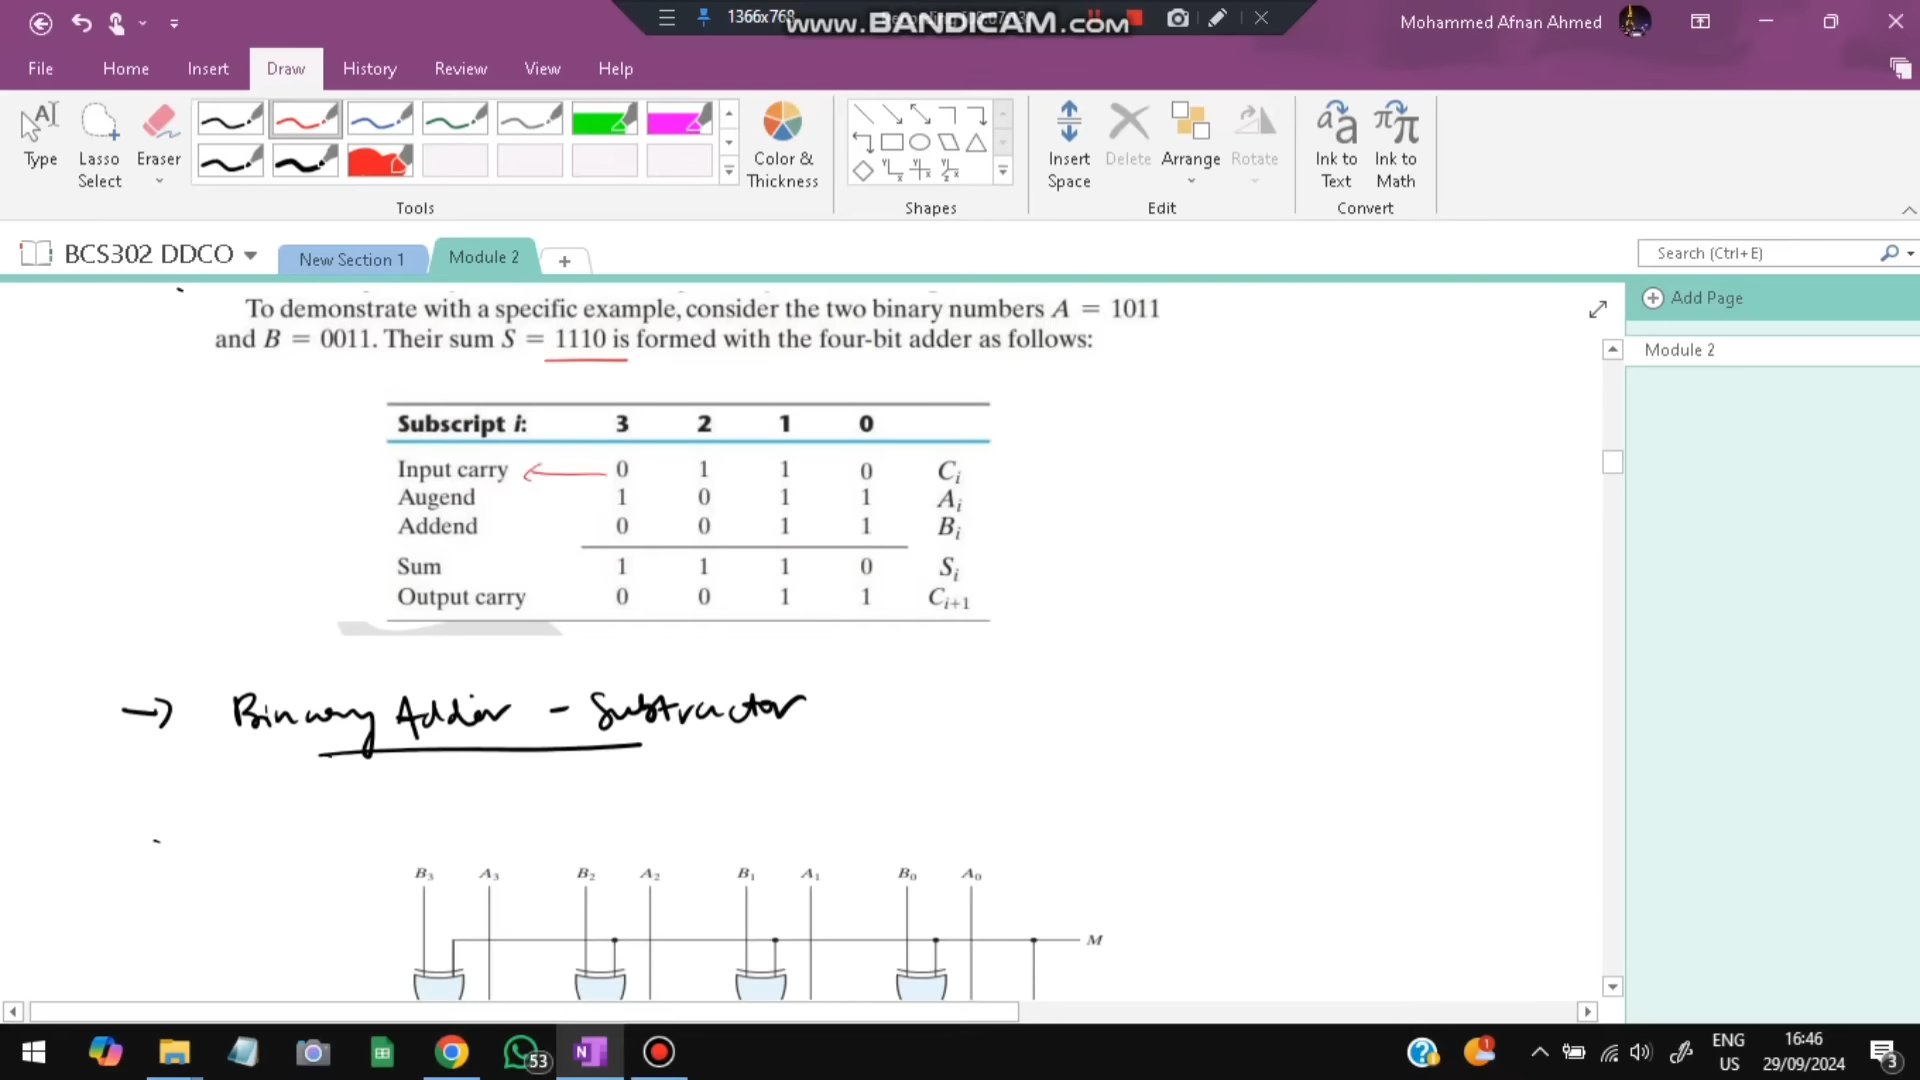 1366x768
www.BANDICAM.com
Mohammed Afnan Ahmed
File Home Insert Draw History Review View Help
Type
Lasso Select
Eraser
Color & Thickness
Insert Space
Delete
Arrange
Rotate
Ink to Text
Ink to Math
Tools
Shapes
Edit
Convert
BCS302 DDCO
New Section 1
Module 2
Search (Ctrl+E)
Add Page
Module 2
To demonstrate with a specific example, consider the two binary numbers A = 1011
and B = 0011. Their sum S = 1110 is formed with the four-bit adder as follows:
Subscript i: 3 2 1 0
Input carry 0 1 1 0 Ci
Augend 1 0 1 1 Ai
Addend 0 0 1 1 Bi
Sum 1 1 1 0 Si
Output carry 0 0 1 1 Ci+1
→ Binary Adder - Subtractor
B3 A3 B2 A2 B1 A1 B0 A0
M
53
1
ENG
US
16:46
29/09/2024
3